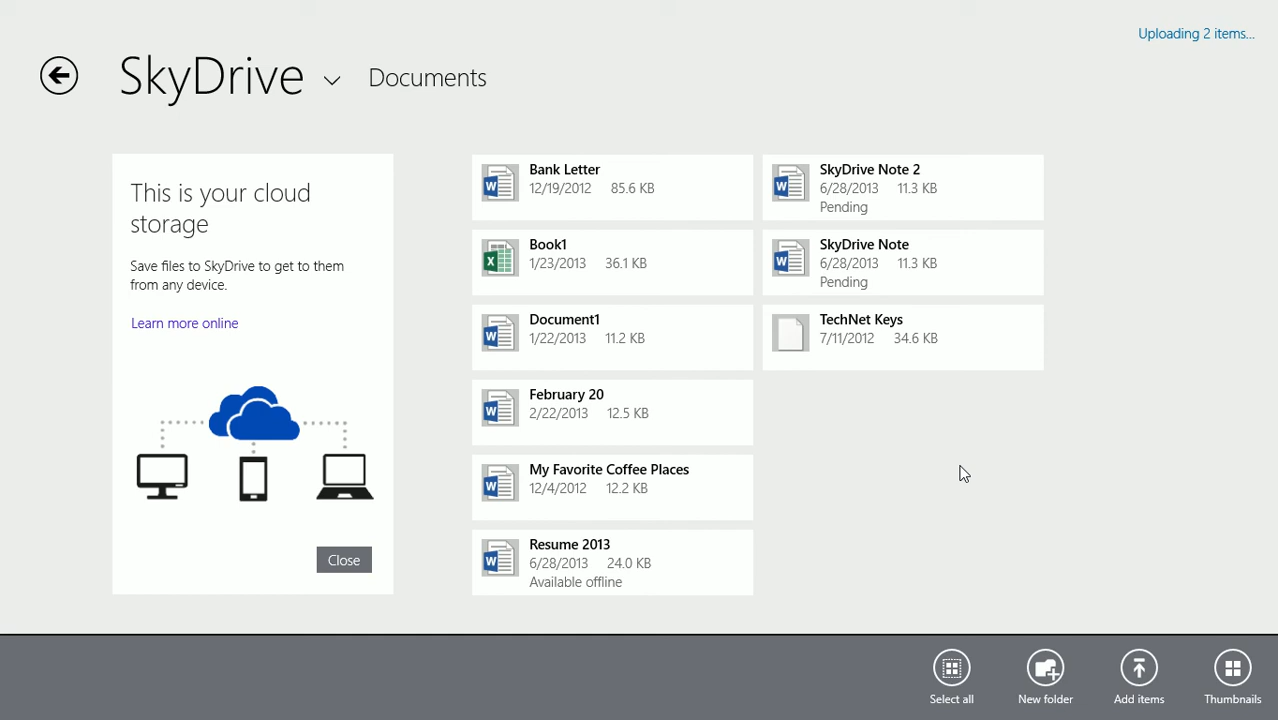 Uploading 2 items...
SkyDrive Documents
This is your cloud
storage
Save files to SkyDrive to get to them
from any device.
Learn more online
Close
Bank Letter
12/19/2012 85.6 KB
Book1
1/23/2013 36.1 KB
Document1
1/22/2013 11.2 KB
February 20
2/22/2013 12.5 KB
My Favorite Coffee Places
12/4/2012 12.2 KB
Resume 2013
6/28/2013 24.0 KB
Available offline
SkyDrive Note 2
6/28/2013 11.3 KB
Pending
SkyDrive Note
6/28/2013 11.3 KB
Pending
TechNet Keys
7/11/2012 34.6 KB
Select all
New folder
Add items
Thumbnails